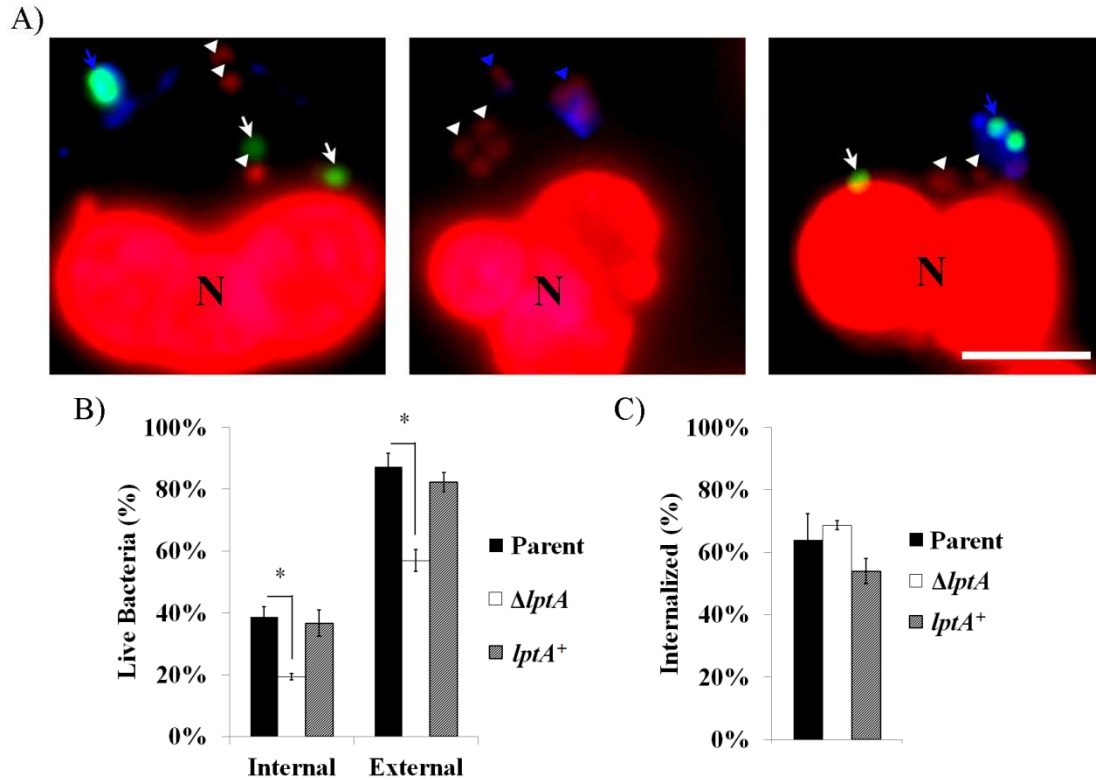 A)
N
N
N
B)
100%
80%
60%
40%
20%
0%
Live Bacteria (%)
*
*
Internal
External
Parent
ΔlptA
lptA⁺
C)
100%
80%
60%
40%
20%
0%
Internalized (%)
Parent
ΔlptA
lptA⁺